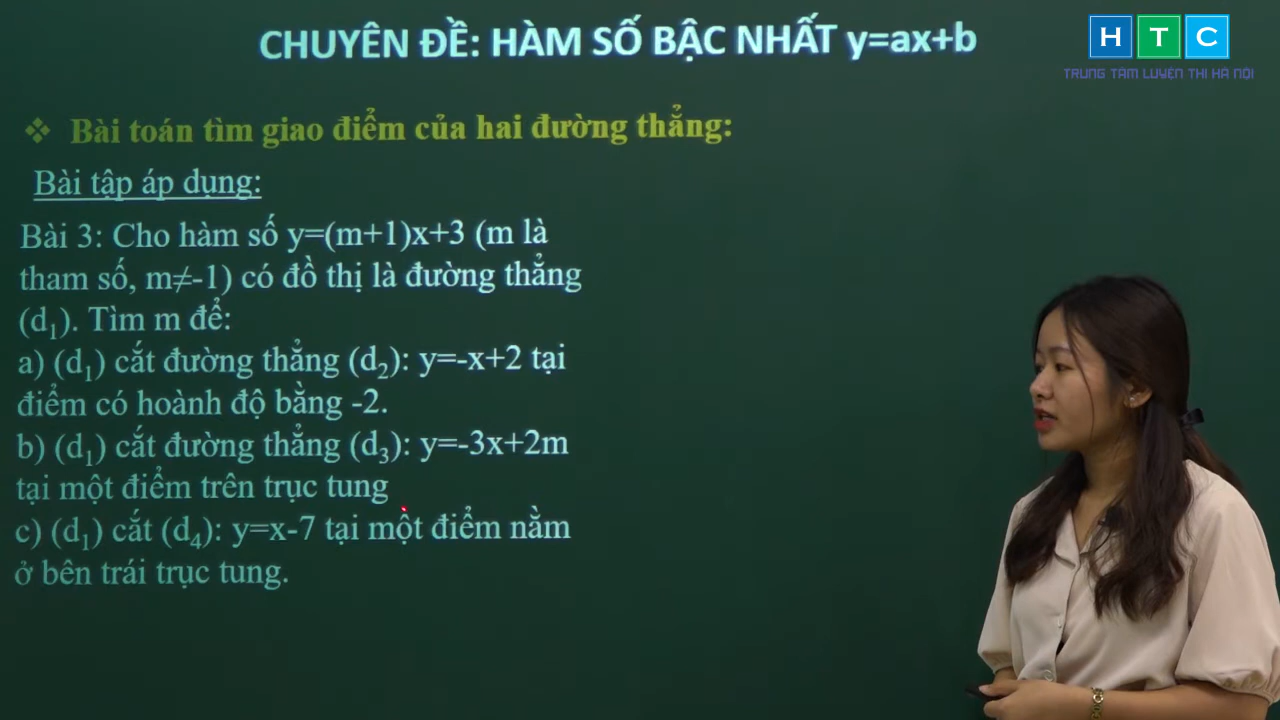 CHUYÊN ĐỀ: HÀM SỐ BẬC NHẤT y=ax+b
H T C
TRUNG TÂM LUYỆN THI HÀ NỘI
❖ Bài toán tìm giao điểm của hai đường thẳng:
Bài tập áp dụng:
Bài 3: Cho hàm số y=(m+1)x+3 (m là
tham số, m≠-1) có đồ thị là đường thẳng
(d₁). Tìm m để:
a) (d₁) cắt đường thẳng (d₂): y=-x+2 tại
điểm có hoành độ bằng -2.
b) (d₁) cắt đường thẳng (d₃): y=-3x+2m
tại một điểm trên trục tung
c) (d₁) cắt (d₄): y=x-7 tại một điểm nằm
ở bên trái trục tung.